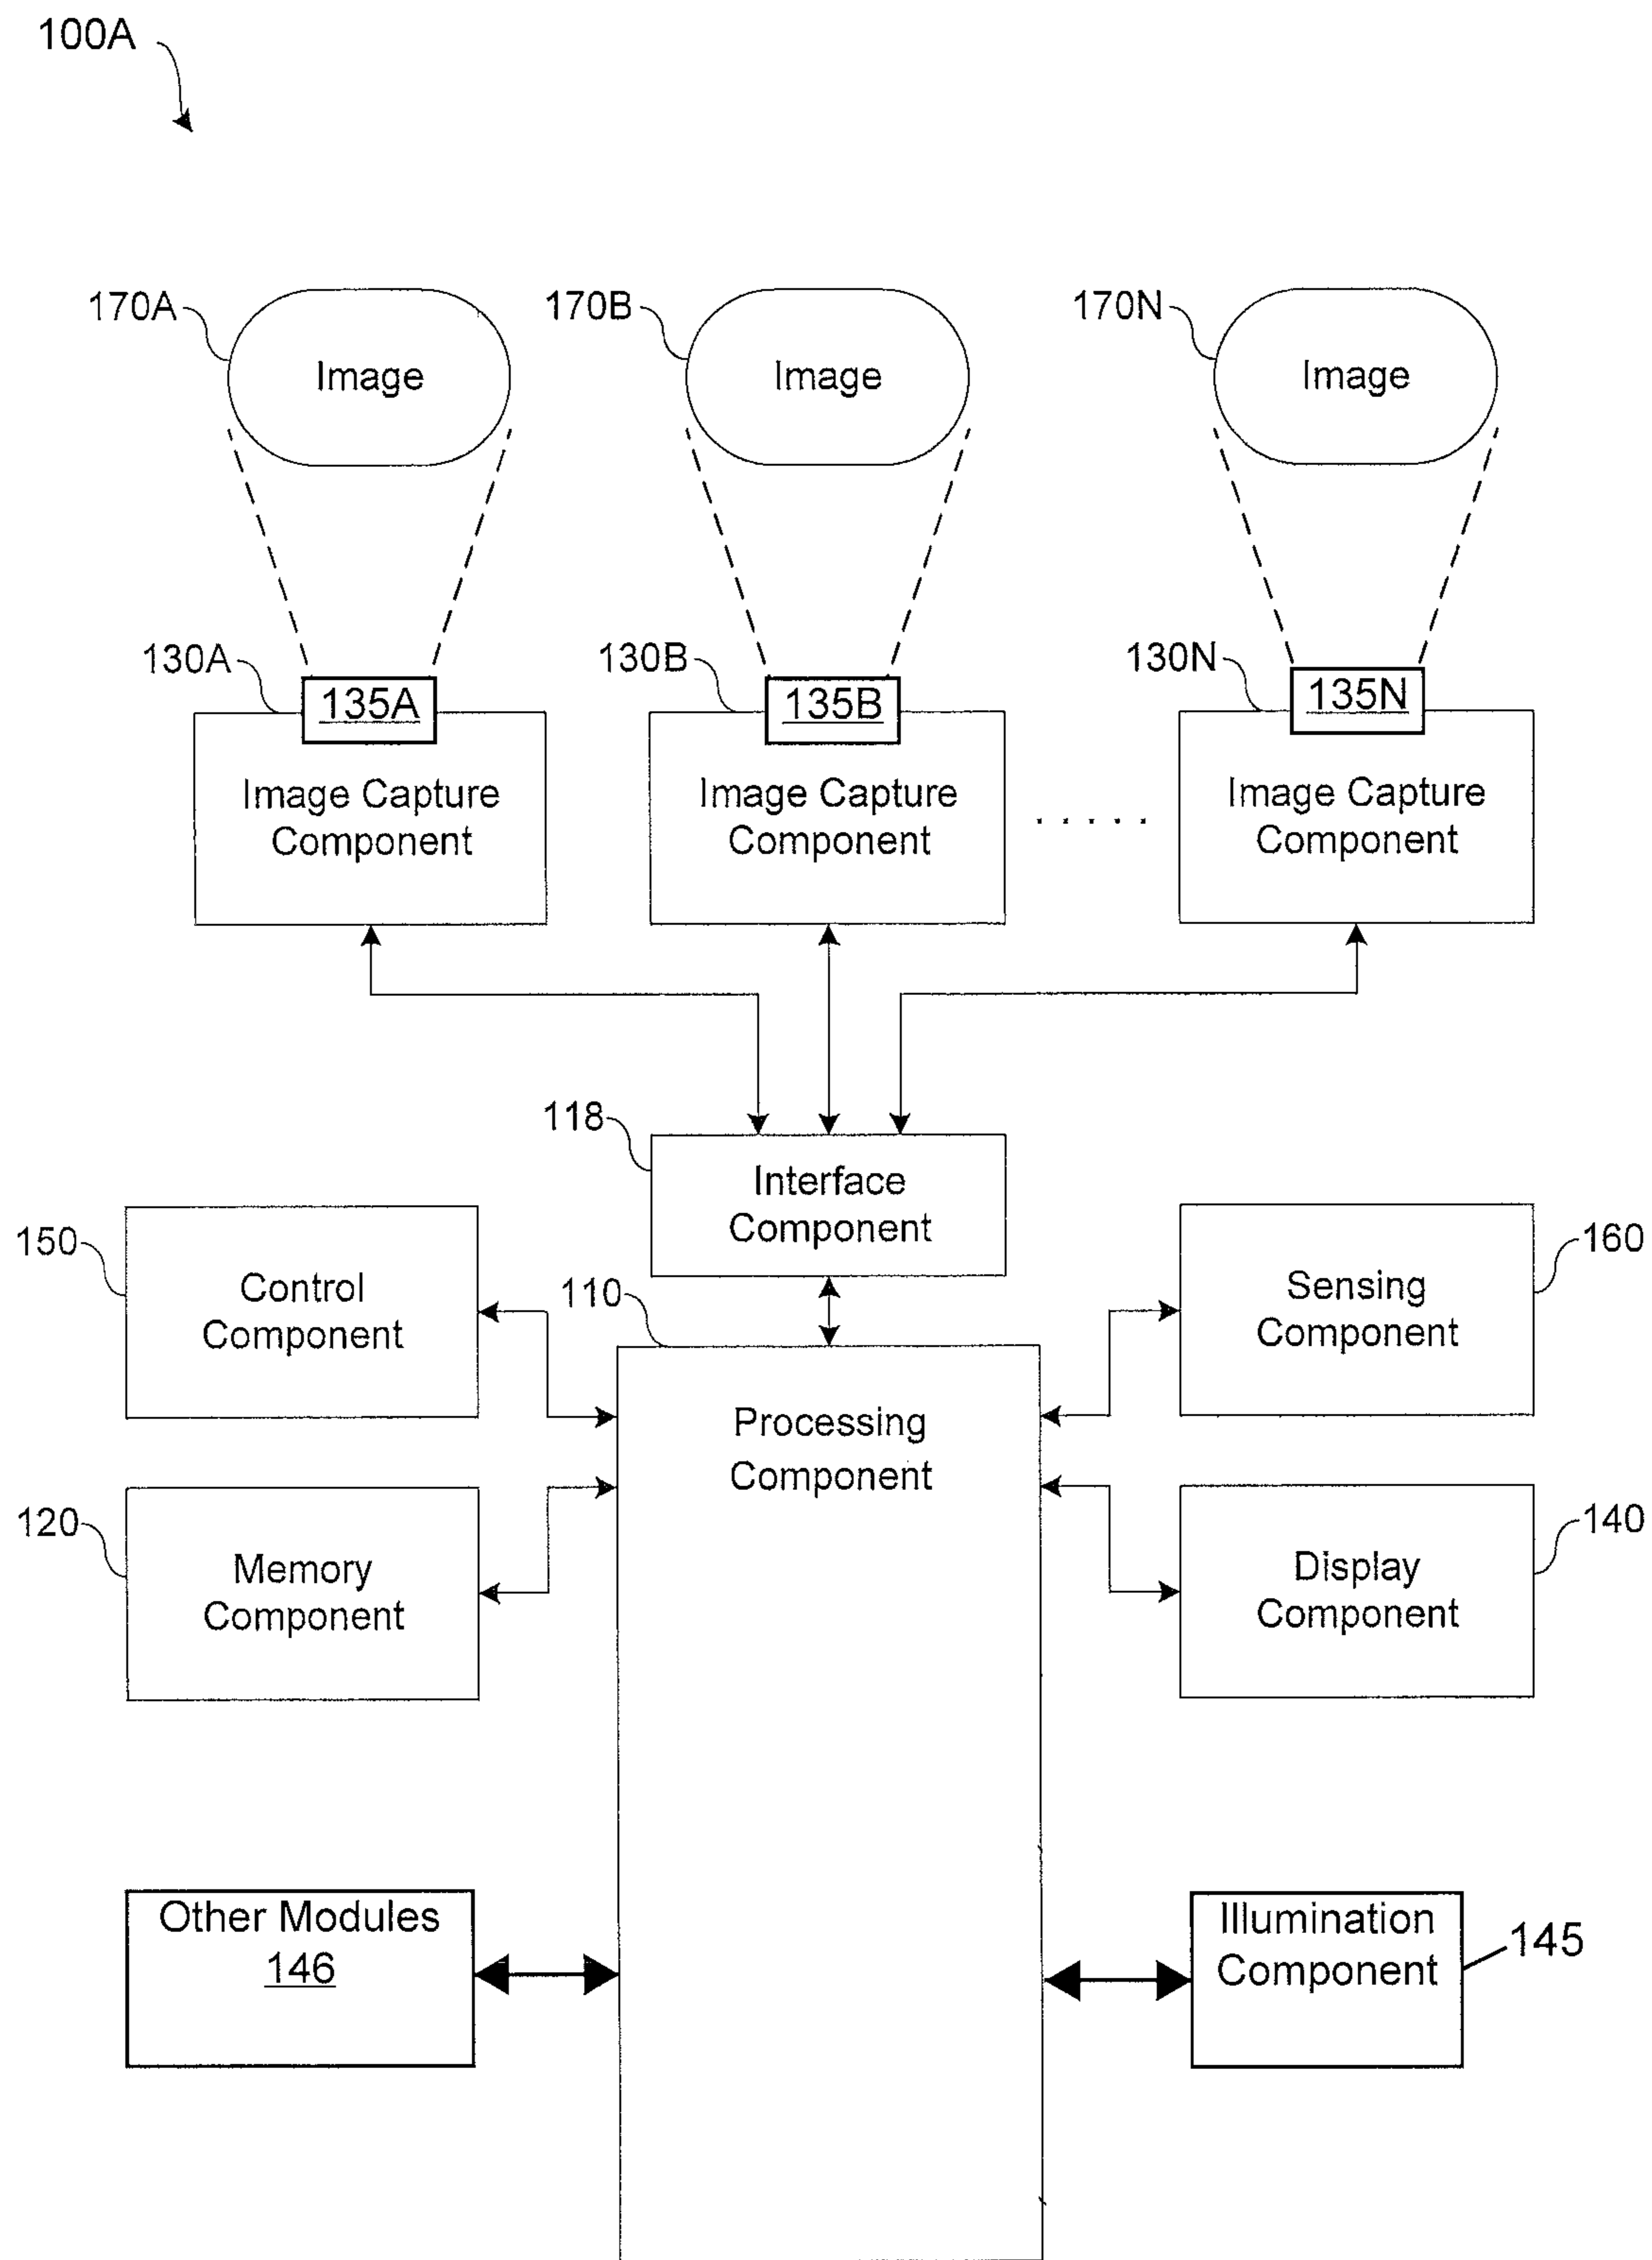 100A
170A
Image
170B
Image
170N
Image
130A
135A
Image Capture
Component
130B
135B
Image Capture
Component
.....
130N
135N
Image Capture
Component
118
Interface
Component
150
Control
Component
110
Processing
Component
160
Sensing
Component
120
Memory
Component
140
Display
Component
Other Modules
146
Illumination
Component
145